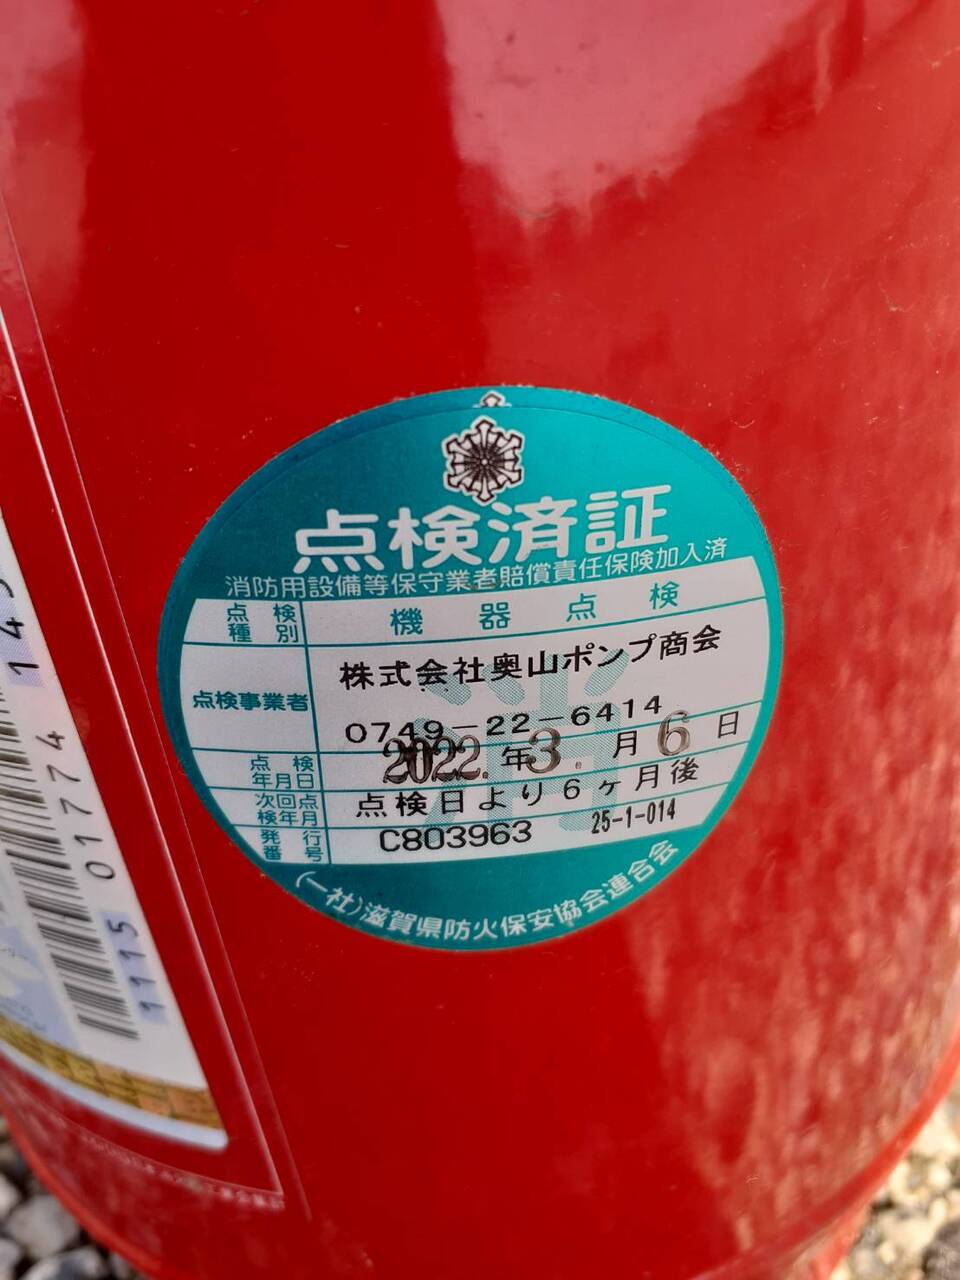 点検済証
消防用設備等保守業者賠償責任保険加入済
点検種別 機器点検
点検事業者 株式会社奥山ポンプ商会
0749-22-6414
点検年月日 2022.年3.月6日
次回点検年月 点検日より6ヶ月後
発行番号 C803963 25-1-014
(一社)滋賀県防火保安協会連合会
1115 01774 145